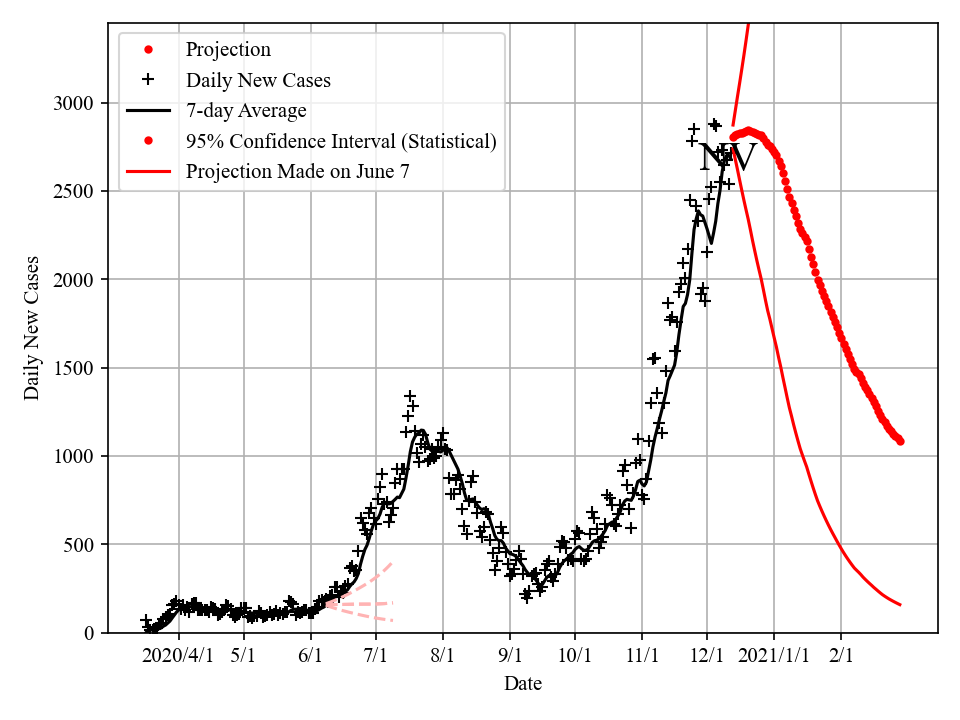 Projection
Daily New Cases
7-day Average
95% Confidence Interval (Statistical)
Projection Made on June 7
NV
3000
2500
2000
1500
1000
500
0
Daily New Cases
2020/4/1 5/1 6/1 7/1 8/1 9/1 10/1 11/1 12/1 2021/1/1 2/1
Date